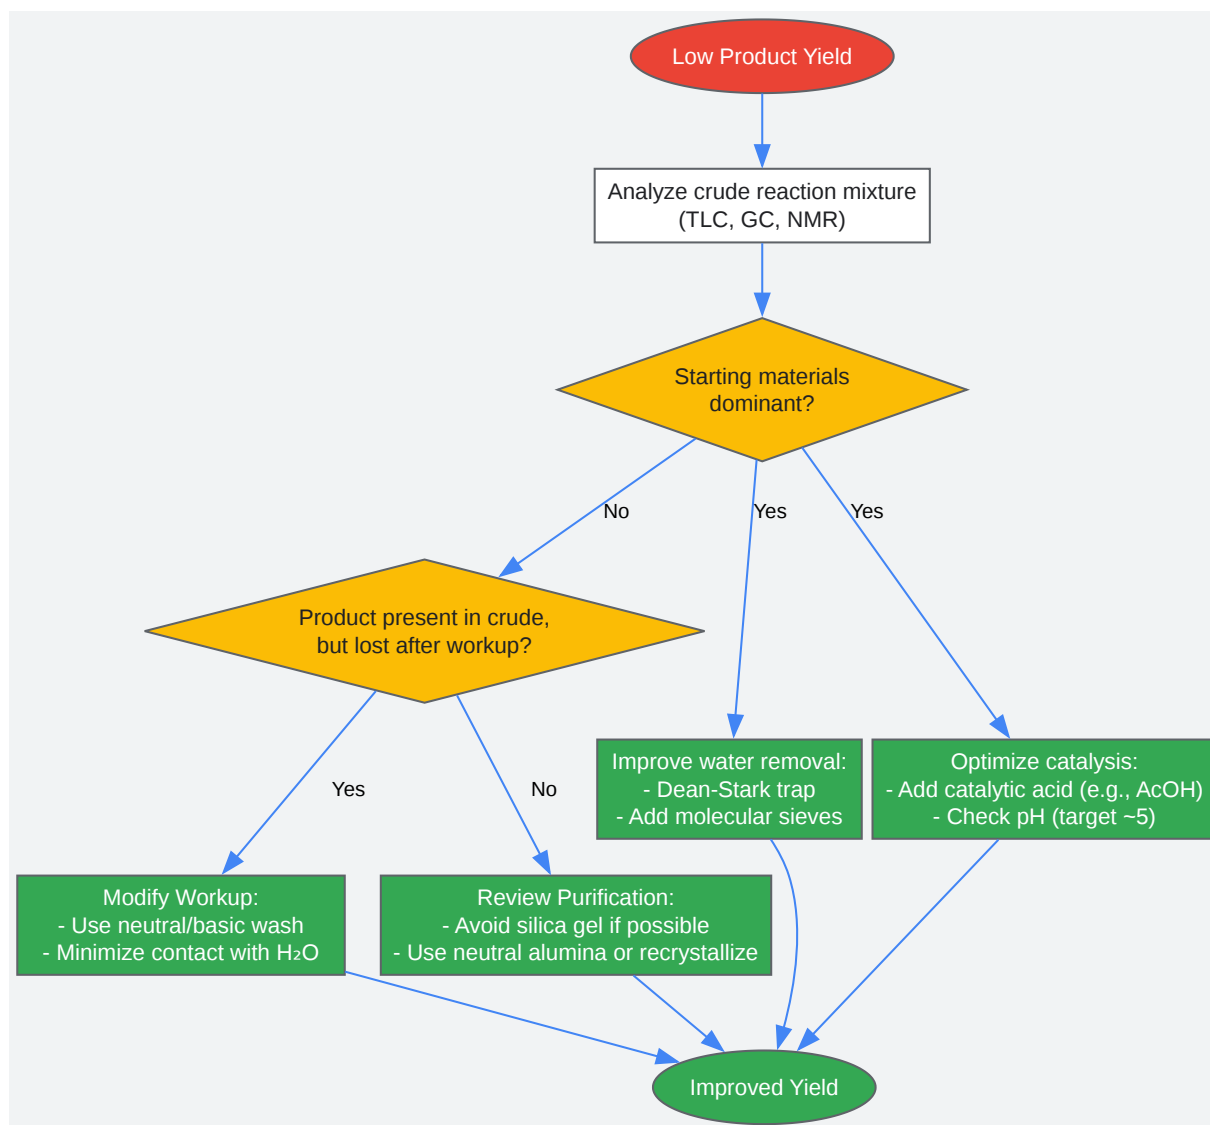 Low Product Yield
Analyze crude reaction mixture
(TLC, GC, NMR)
Starting materials
dominant?
No
Yes
Yes
Product present in crude,
but lost after workup?
Yes
No
Improve water removal:
- Dean-Stark trap
- Add molecular sieves
Optimize catalysis:
- Add catalytic acid (e.g., AcOH)
- Check pH (target ~5)
Modify Workup:
- Use neutral/basic wash
- Minimize contact with H₂O
Review Purification:
- Avoid silica gel if possible
- Use neutral alumina or recrystallize
Improved Yield